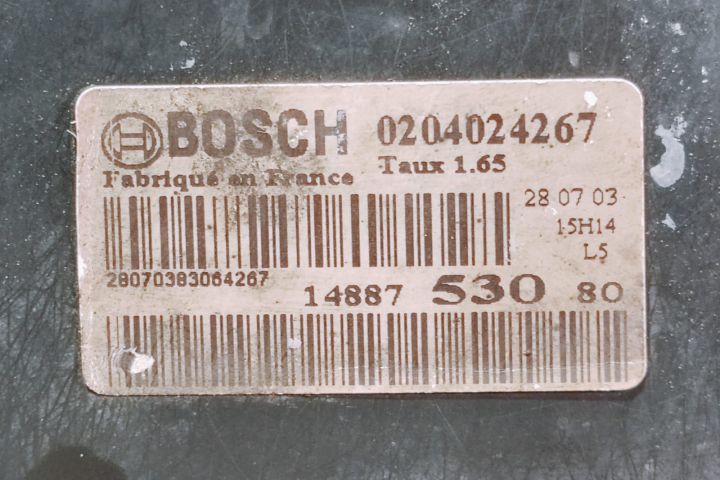 BOSCH 0204024267
Taux 1.65
Fabriqué en France
28 07 03
15H14
L5
28070383064267
14887 530 80